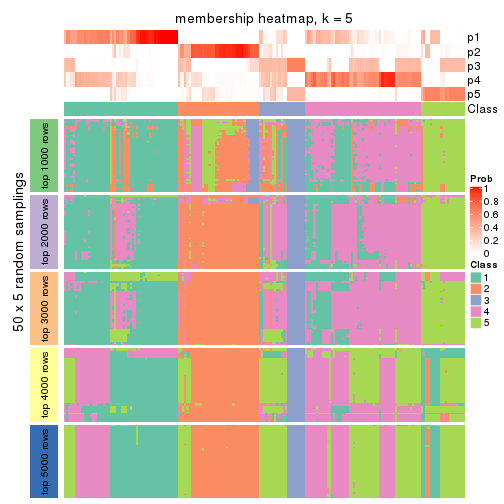 membership heatmap, k = 5
p1
p2
p3
p4
p5
Class
50 x 5 random samplings
top 1000 rows
top 2000 rows
top 3000 rows
top 4000 rows
top 5000 rows
Prob
1
0.8
0.6
0.4
0.2
0
Class
1
2
3
4
5